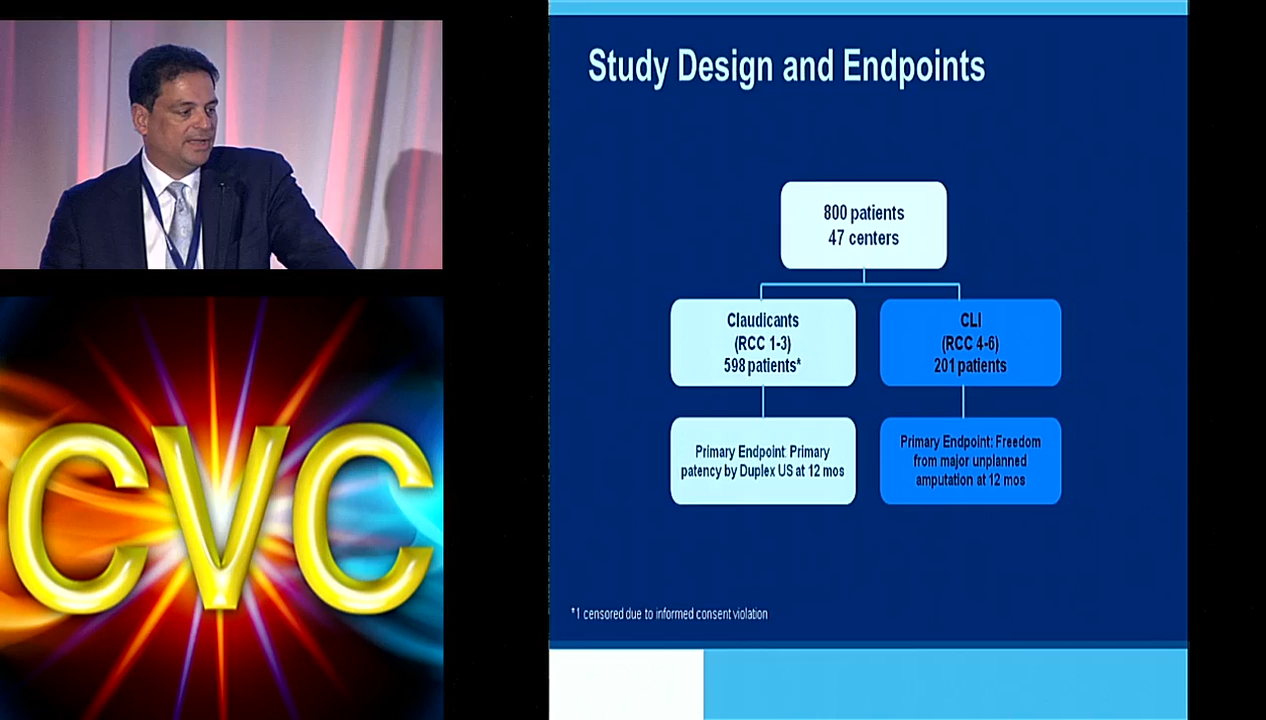 Study Design and Endpoints
800 patients
47 centers
Claudicants
(RCC 1-3)
598 patients*
CLI
(RCC 4-6)
201 patients
Primary Endpoint: Primary
patency by Duplex US at 12 mos
Primary Endpoint: Freedom
from major unplanned
amputation at 12 mos
*1 censored due to informed consent violation
CVC